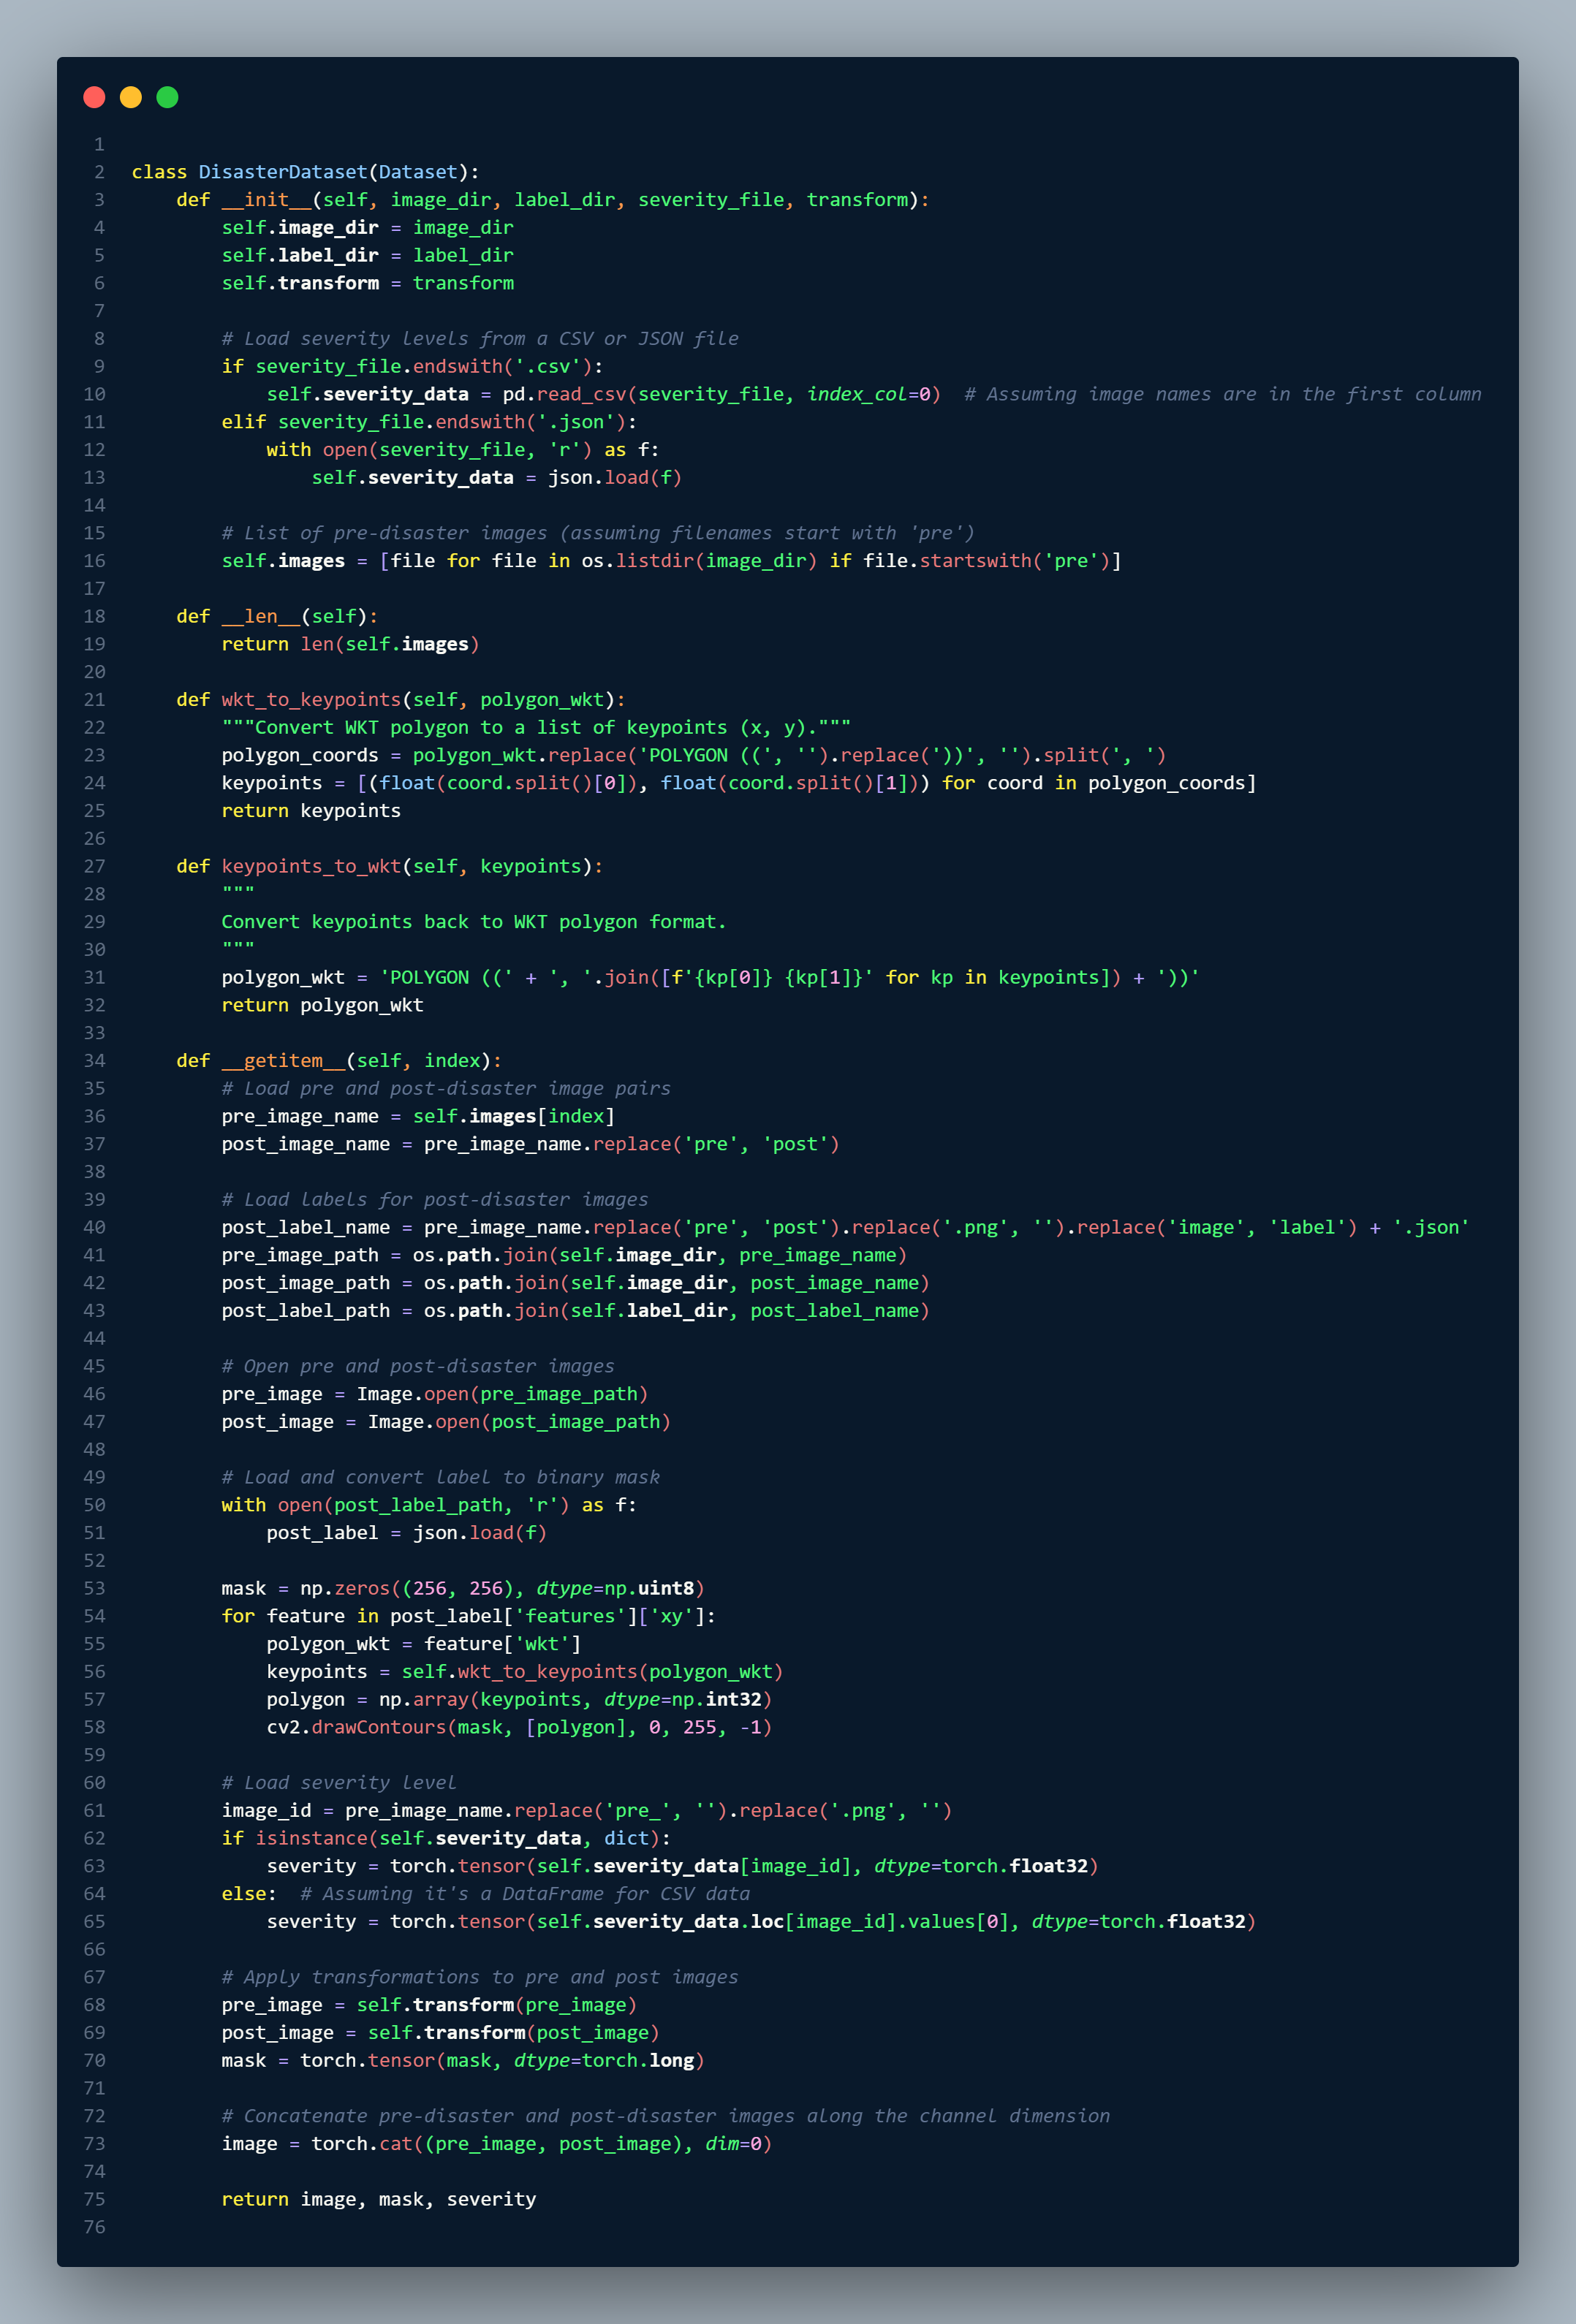 1
2 class DisasterDataset(Dataset):
3     def __init__(self, image_dir, label_dir, severity_file, transform):
4         self.image_dir = image_dir
5         self.label_dir = label_dir
6         self.transform = transform
7
8         # Load severity levels from a CSV or JSON file
9         if severity_file.endswith('.csv'):
10             self.severity_data = pd.read_csv(severity_file, index_col=0)  # Assuming image names are in the first column
11         elif severity_file.endswith('.json'):
12             with open(severity_file, 'r') as f:
13                 self.severity_data = json.load(f)
14
15         # List of pre-disaster images (assuming filenames start with 'pre')
16         self.images = [file for file in os.listdir(image_dir) if file.startswith('pre')]
17
18     def __len__(self):
19         return len(self.images)
20
21     def wkt_to_keypoints(self, polygon_wkt):
22         """Convert WKT polygon to a list of keypoints (x, y)."""
23         polygon_coords = polygon_wkt.replace('POLYGON ((', '').replace('))', '').split(', ')
24         keypoints = [(float(coord.split()[0]), float(coord.split()[1])) for coord in polygon_coords]
25         return keypoints
26
27     def keypoints_to_wkt(self, keypoints):
28         """
29         Convert keypoints back to WKT polygon format.
30         """
31         polygon_wkt = 'POLYGON ((' + ', '.join([f'{kp[0]} {kp[1]}' for kp in keypoints]) + '))'
32         return polygon_wkt
33
34     def __getitem__(self, index):
35         # Load pre and post-disaster image pairs
36         pre_image_name = self.images[index]
37         post_image_name = pre_image_name.replace('pre', 'post')
38
39         # Load labels for post-disaster images
40         post_label_name = pre_image_name.replace('pre', 'post').replace('.png', '').replace('image', 'label') + '.json'
41         pre_image_path = os.path.join(self.image_dir, pre_image_name)
42         post_image_path = os.path.join(self.image_dir, post_image_name)
43         post_label_path = os.path.join(self.label_dir, post_label_name)
44
45         # Open pre and post-disaster images
46         pre_image = Image.open(pre_image_path)
47         post_image = Image.open(post_image_path)
48
49         # Load and convert label to binary mask
50         with open(post_label_path, 'r') as f:
51             post_label = json.load(f)
52
53         mask = np.zeros((256, 256), dtype=np.uint8)
54         for feature in post_label['features']['xy']:
55             polygon_wkt = feature['wkt']
56             keypoints = self.wkt_to_keypoints(polygon_wkt)
57             polygon = np.array(keypoints, dtype=np.int32)
58             cv2.drawContours(mask, [polygon], 0, 255, -1)
59
60         # Load severity level
61         image_id = pre_image_name.replace('pre_', '').replace('.png', '')
62         if isinstance(self.severity_data, dict):
63             severity = torch.tensor(self.severity_data[image_id], dtype=torch.float32)
64         else:  # Assuming it's a DataFrame for CSV data
65             severity = torch.tensor(self.severity_data.loc[image_id].values[0], dtype=torch.float32)
66
67         # Apply transformations to pre and post images
68         pre_image = self.transform(pre_image)
69         post_image = self.transform(post_image)
70         mask = torch.tensor(mask, dtype=torch.long)
71
72         # Concatenate pre-disaster and post-disaster images along the channel dimension
73         image = torch.cat((pre_image, post_image), dim=0)
74
75         return image, mask, severity
76